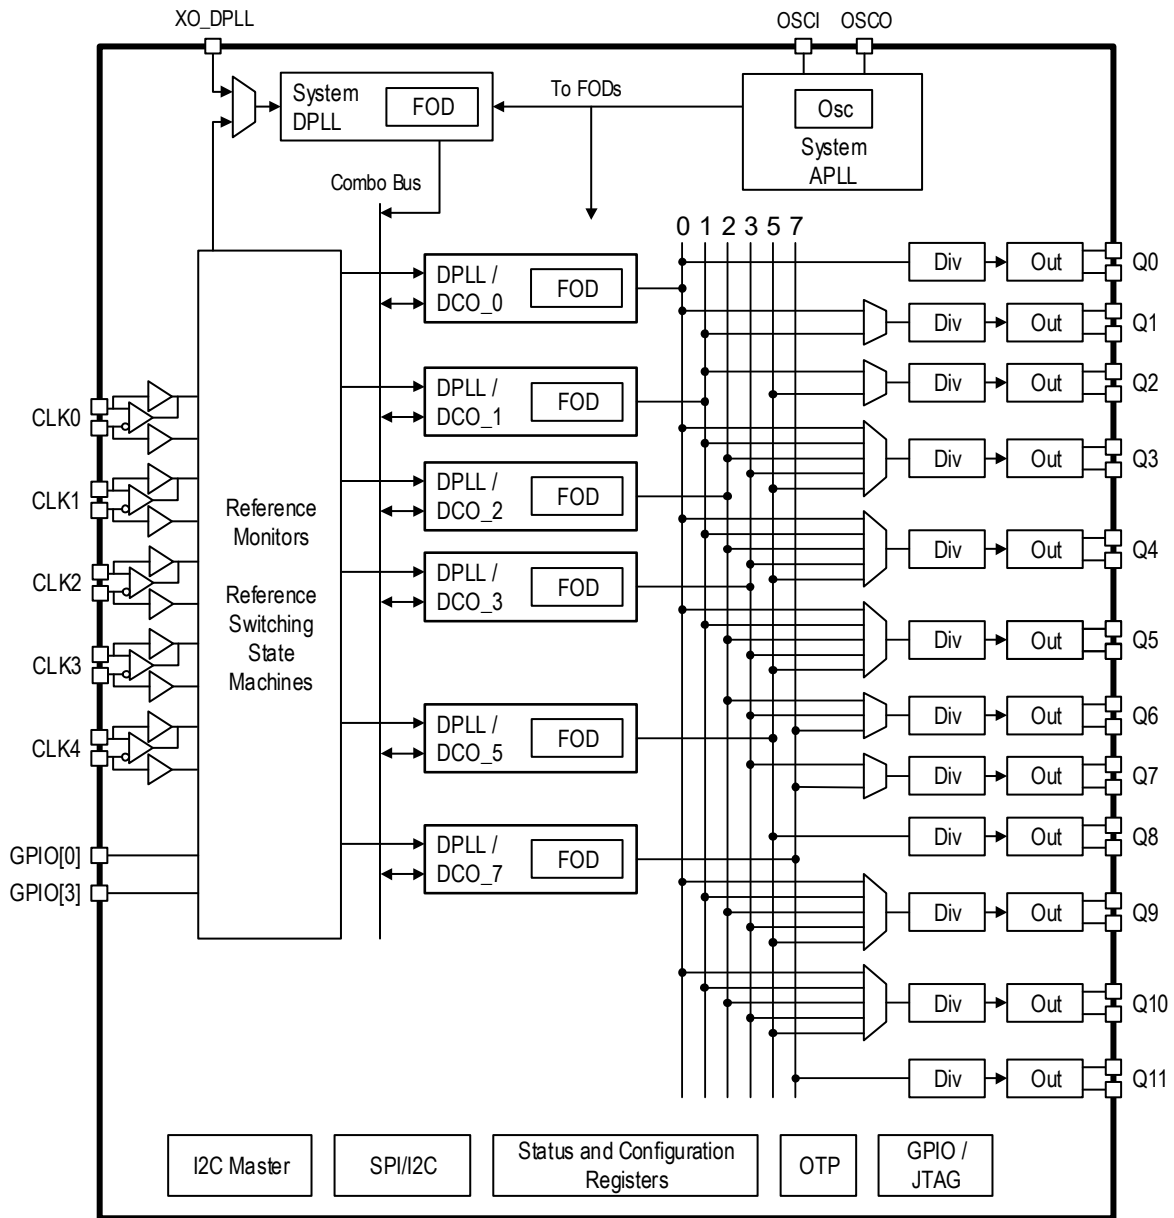 XO_DPLL
OSCI
OSCO
System
DPLL
FOD
To FODs
Osc
System
APLL
Combo Bus
0 1 2 3 5 7
DPLL /
DCO_0
FOD
Div
Out
Q0
Div
Out
Q1
DPLL /
DCO_1
FOD
Div
Out
Q2
CLK0
Div
Out
Q3
CLK1
Reference
Monitors
DPLL /
DCO_2
FOD
Div
Out
Q4
CLK2
Reference
Switching
State
Machines
DPLL /
DCO_3
FOD
Div
Out
Q5
CLK3
Div
Out
Q6
CLK4
DPLL /
DCO_5
FOD
Div
Out
Q7
Div
Out
Q8
GPIO[0]
GPIO[3]
DPLL /
DCO_7
FOD
Div
Out
Q9
Div
Out
Q10
Div
Out
Q11
I2C Master
SPI/I2C
Status and Configuration
Registers
OTP
GPIO /
JTAG